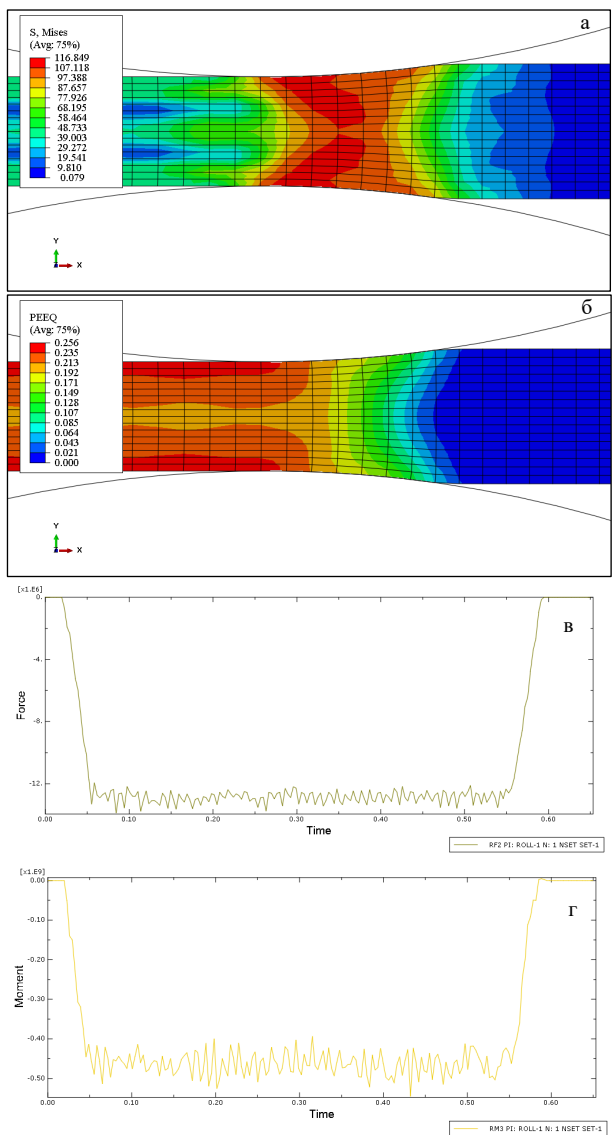 S, Mises
(Avg: 75%)
116.849
107.118
97.388
87.657
77.926
68.195
58.464
48.733
39.003
29.272
19.541
9.810
0.079
а
Y
X
PEEQ
(Avg: 75%)
0.256
0.235
0.213
0.192
0.171
0.149
0.128
0.107
0.085
0.064
0.043
0.021
0.000
б
Y
X
[x1.E6]
в
0.
-4.
-8.
-12.
Force
0.00 0.10 0.20 0.30 0.40 0.50 0.60
Time
RF2 PI: ROLL-1 N: 1 NSET SET-1
[x1.E9]
г
0.00
-0.10
-0.20
-0.30
-0.40
-0.50
Moment
0.00 0.10 0.20 0.30 0.40 0.50 0.60
Time
RM3 PI: ROLL-1 N: 1 NSET SET-1